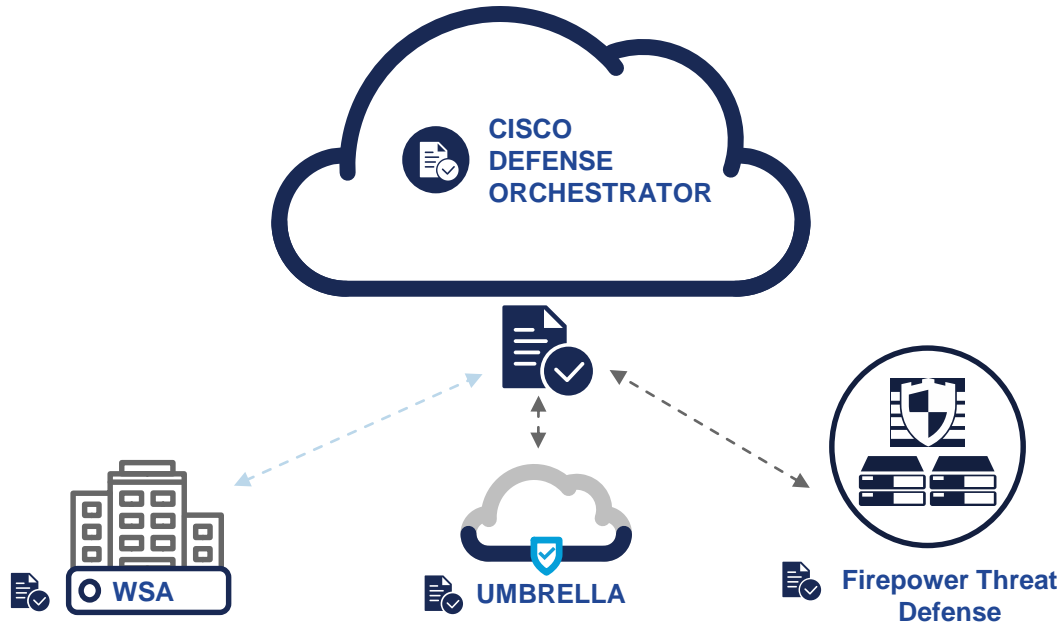 CISCO
DEFENSE
ORCHESTRATOR
WSA
UMBRELLA
Firepower Threat
Defense